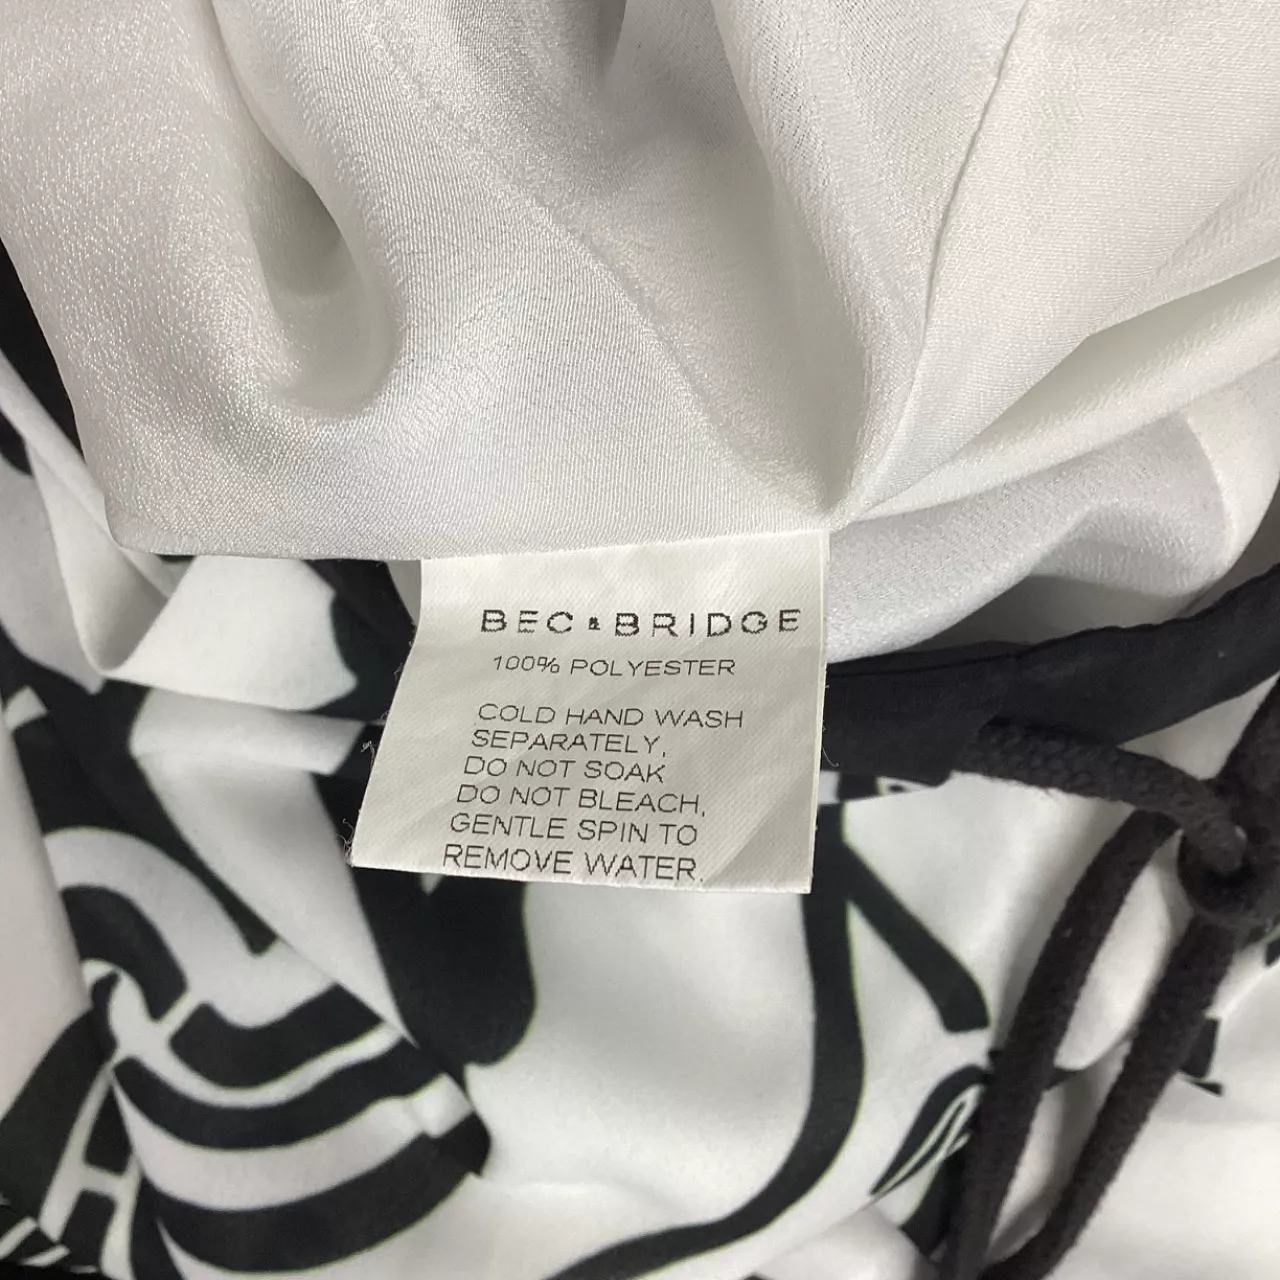 BEC & BRIDGE
100% POLYESTER
COLD HAND WASH
SEPARATELY,
DO NOT SOAK
DO NOT BLEACH,
GENTLE SPIN TO
REMOVE WATER.